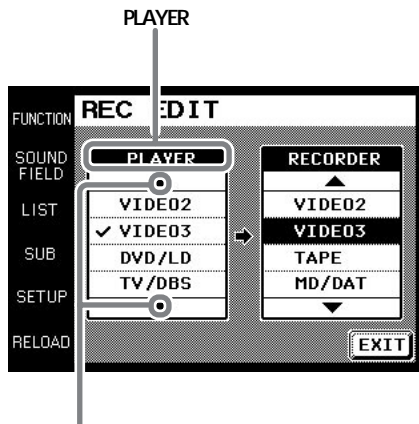 PLAYER
REC EDIT
FUNCTION
SOUND FIELD
LIST
SUB
SETUP
RELOAD
PLAYER
VIDEO2
✓ VIDEO3
DVD/LD
TV/DBS
RECORDER
VIDEO2
VIDEO3
TAPE
MD/DAT
EXIT